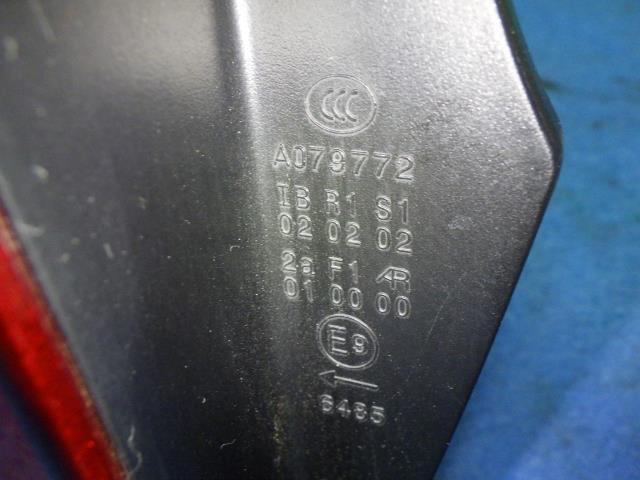 CCC
A079772
IB R1 S1
02 02 02
2a F1 AR
01 00 00
E9
←
6485